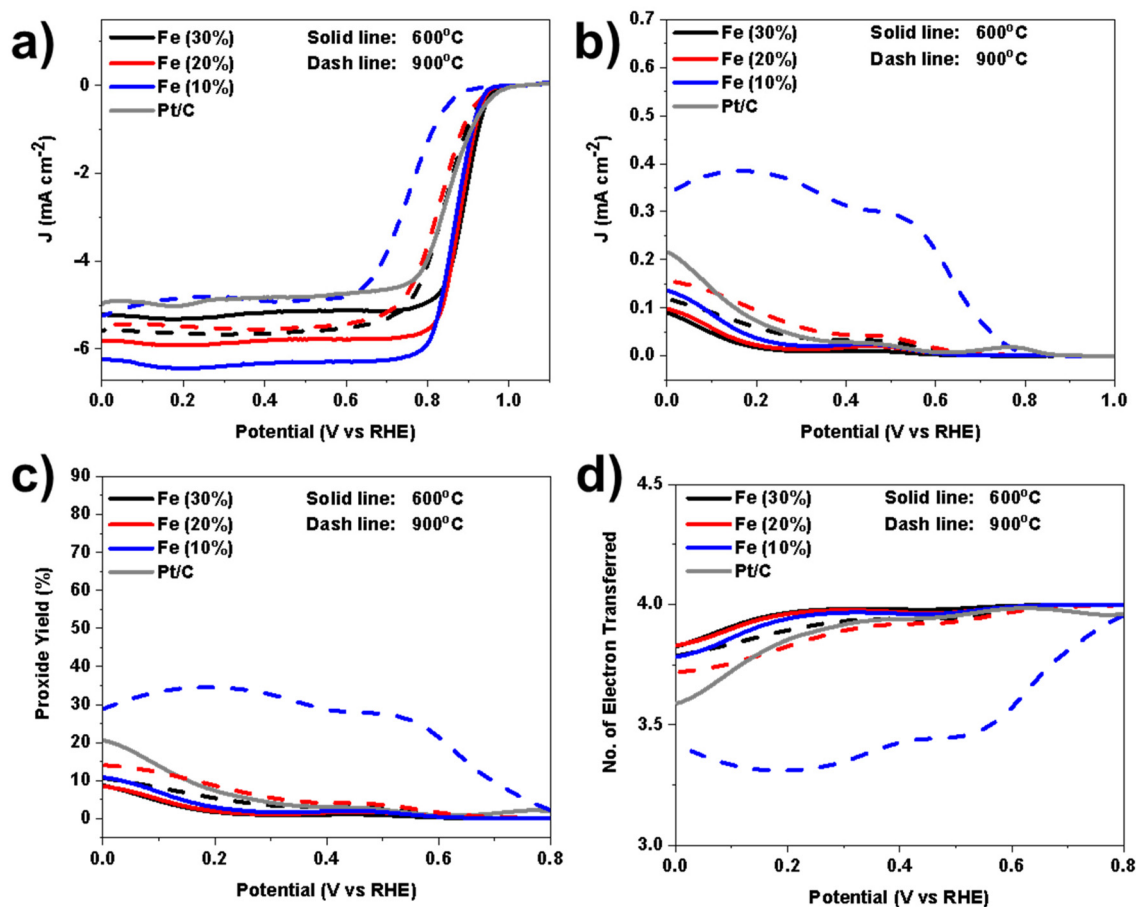 a)
Fe (30%) Solid line: 600°C
Fe (20%) Dash line: 900°C
Fe (10%)
Pt/C
0
-2
-4
-6
J (mA cm-2)
0.0 0.2 0.4 0.6 0.8 1.0
Potential (V vs RHE)
b)
Fe (30%) Solid line: 600°C
Fe (20%) Dash line: 900°C
Fe (10%)
Pt/C
0.7
0.6
0.5
0.4
0.3
0.2
0.1
0.0
J (mA cm-2)
0.0 0.2 0.4 0.6 0.8 1.0
Potential (V vs RHE)
c)
Fe (30%) Solid line: 600°C
Fe (20%) Dash line: 900°C
Fe (10%)
Pt/C
90
80
70
60
50
40
30
20
10
0
Proxide Yield (%)
0.0 0.2 0.4 0.6 0.8
Potential (V vs RHE)
d)
Fe (30%) Solid line: 600°C
Fe (20%) Dash line: 900°C
Fe (10%)
Pt/C
4.5
4.0
3.5
3.0
No. of Electron Transferred
0.0 0.2 0.4 0.6 0.8
Potential (V vs RHE)